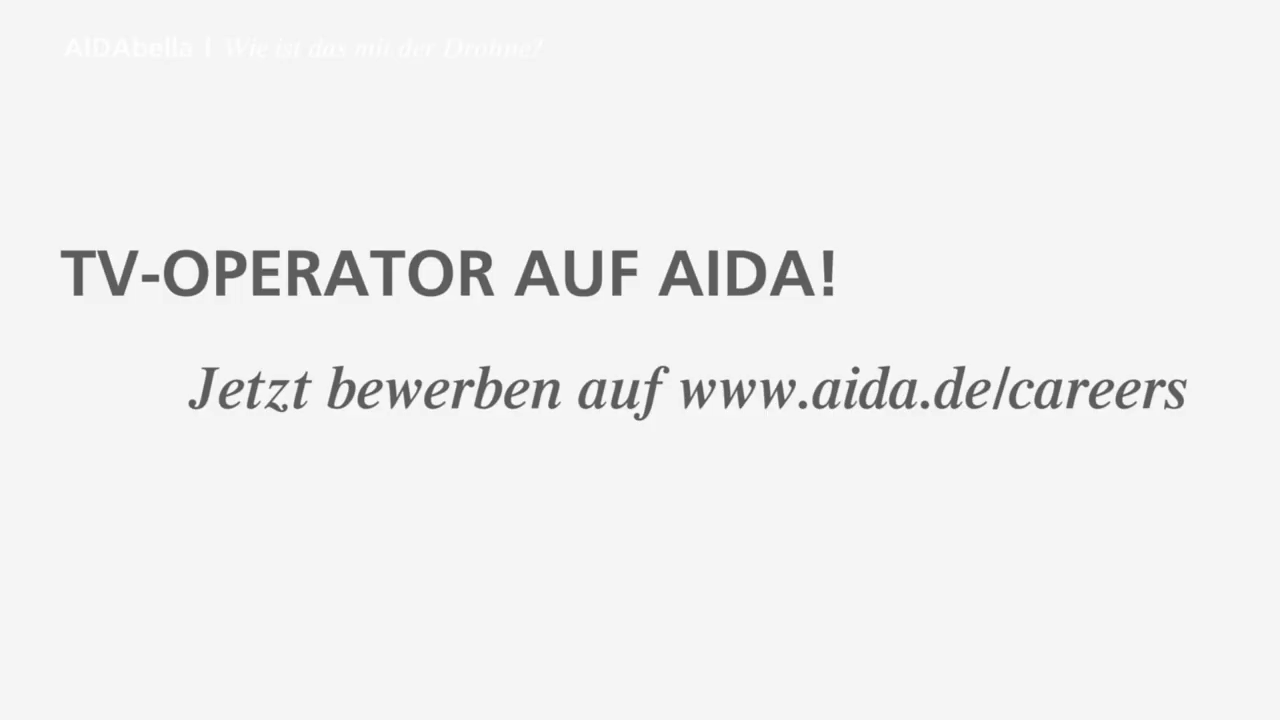 AIDAbella | Wie ist das mit der Drohne?
TV-OPERATOR AUF AIDA!
Jetzt bewerben auf www.aida.de/careers